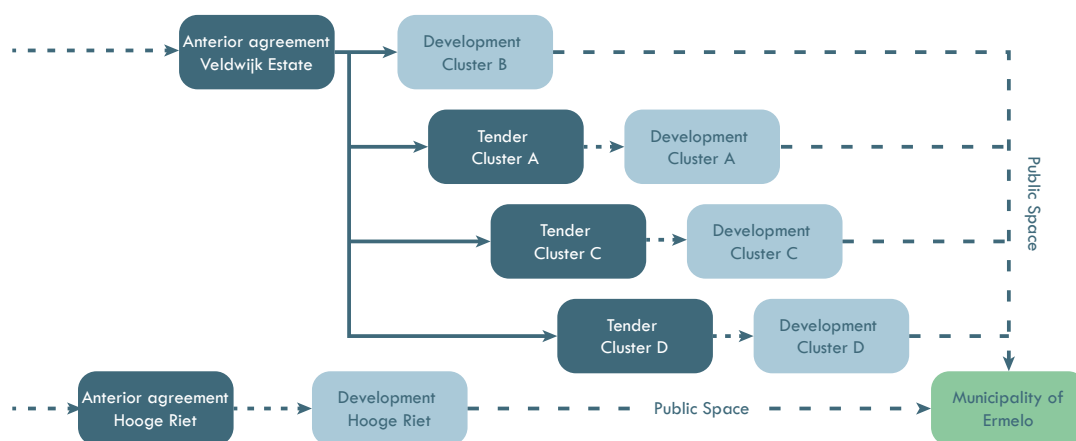 Anterior agreement
Veldwijk Estate
Development
Cluster B
Tender
Cluster A
Development
Cluster A
Tender
Cluster C
Development
Cluster C
Public Space
Tender
Cluster D
Development
Cluster D
Anterior agreement
Hooge Riet
Development
Hooge Riet
Public Space
Municipality of
Ermelo